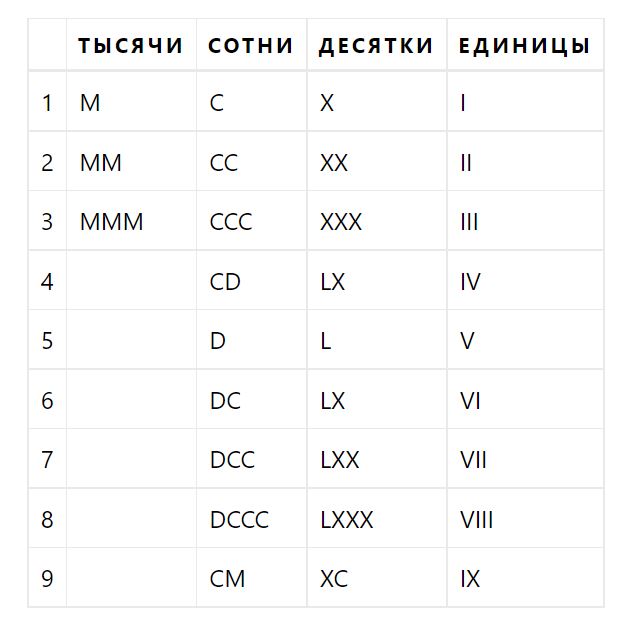 ТЫСЯЧИ СОТНИ ДЕСЯТКИ ЕДИНИЦЫ
1 M C X I
2 MM CC XX II
3 MMM CCC XXX III
4 CD LX IV
5 D L V
6 DC LX VI
7 DCC LXX VII
8 DCCC LXXX VIII
9 CM XC IX